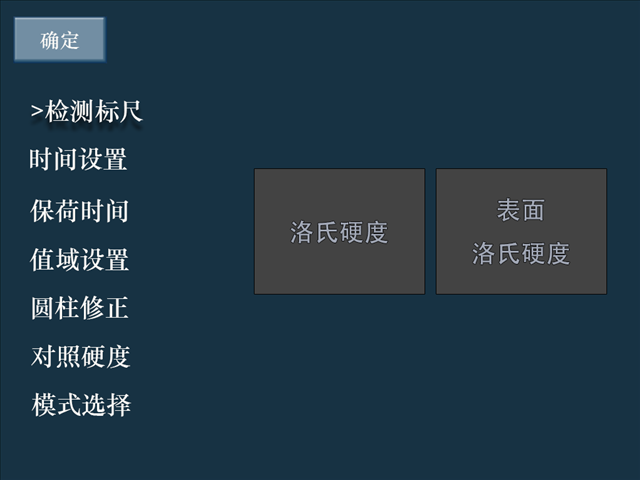 确定
>检测标尺
时间设置
保荷时间
值域设置
圆柱修正
对照硬度
模式选择
洛氏硬度
表面
洛氏硬度